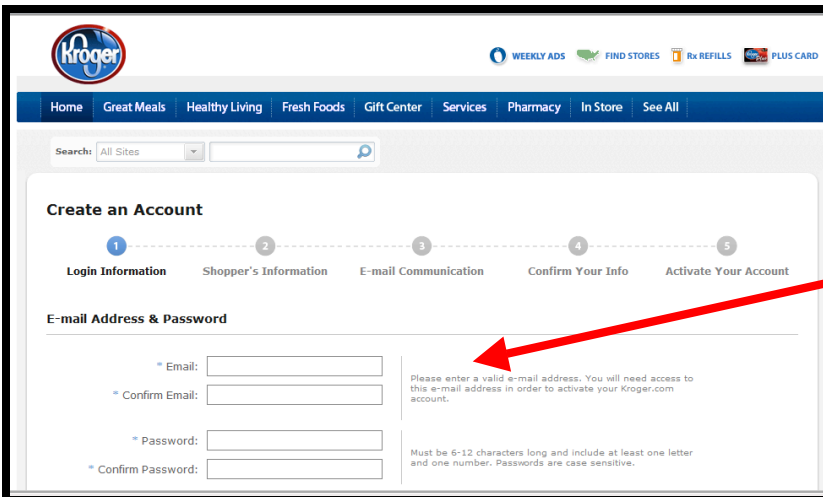 Kroger
WEEKLY ADS FIND STORES Rx REFILLS PLUS CARD
Home Great Meals Healthy Living Fresh Foods Gift Center Services Pharmacy In Store See All
Search: All Sites
Create an Account
1 2 3 4 5
Login Information Shopper's Information E-mail Communication Confirm Your Info Activate Your Account
E-mail Address & Password
* Email:
* Confirm Email:
Please enter a valid e-mail address. You will need access to
this e-mail address in order to activate your Kroger.com
account.
* Password:
* Confirm Password:
Must be 6-12 characters long and include at least one letter
and one number. Passwords are case sensitive.